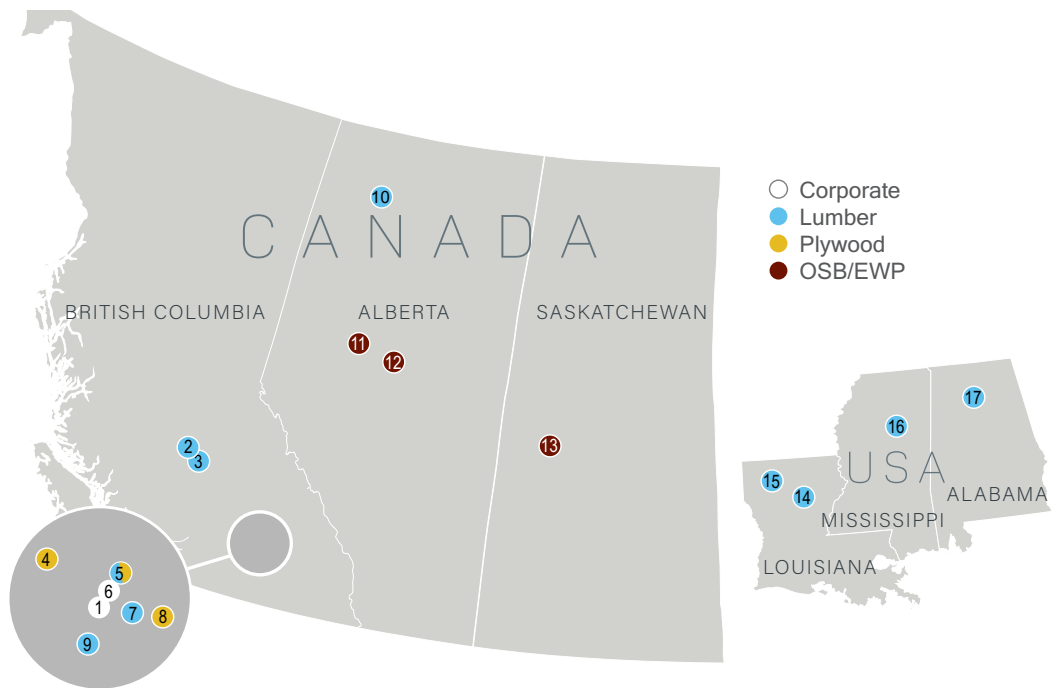 10
Corporate
Lumber
Plywood
OSB/EWP
CANADA
BRITISH COLUMBIA
ALBERTA
SASKATCHEWAN
11
12
2
3
13
17
16
USA
15
14
ALABAMA
MISSISSIPPI
LOUISIANA
4
5
6
1
7
8
9